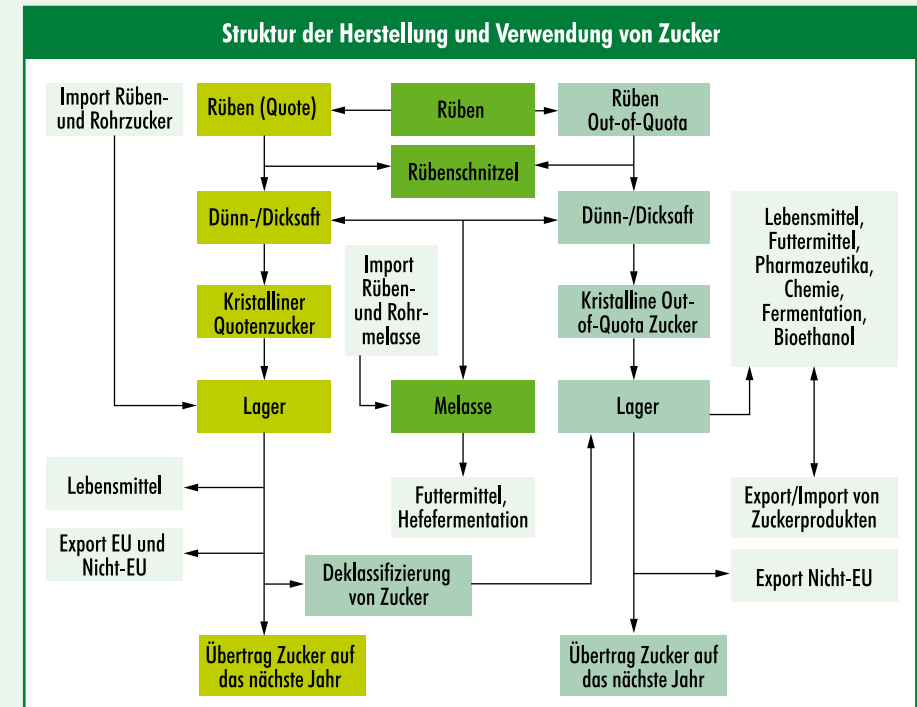 Struktur der Herstellung und Verwendung von Zucker
Import Rüben-
und Rohrzucker
Rüben (Quote)
Rüben
Rüben
Out-of-Quota
Rübenschnitzel
Dünn-/Dicksaft
Dünn-/Dicksaft
Lebensmittel,
Futtermittel,
Pharmazeutika,
Chemie,
Fermentation,
Bioethanol
Import
Rüben-
und Rohr-
melasse
Kristalliner
Quotenzucker
Kristalline Out-
of-Quota Zucker
Lager
Melasse
Lager
Lebensmittel
Futtermittel,
Hefefermentation
Export/Import von
Zuckerprodukten
Export EU und
Nicht-EU
Deklassifizierung
von Zucker
Export Nicht-EU
Übertrag Zucker auf
das nächste Jahr
Übertrag Zucker auf
das nächste Jahr